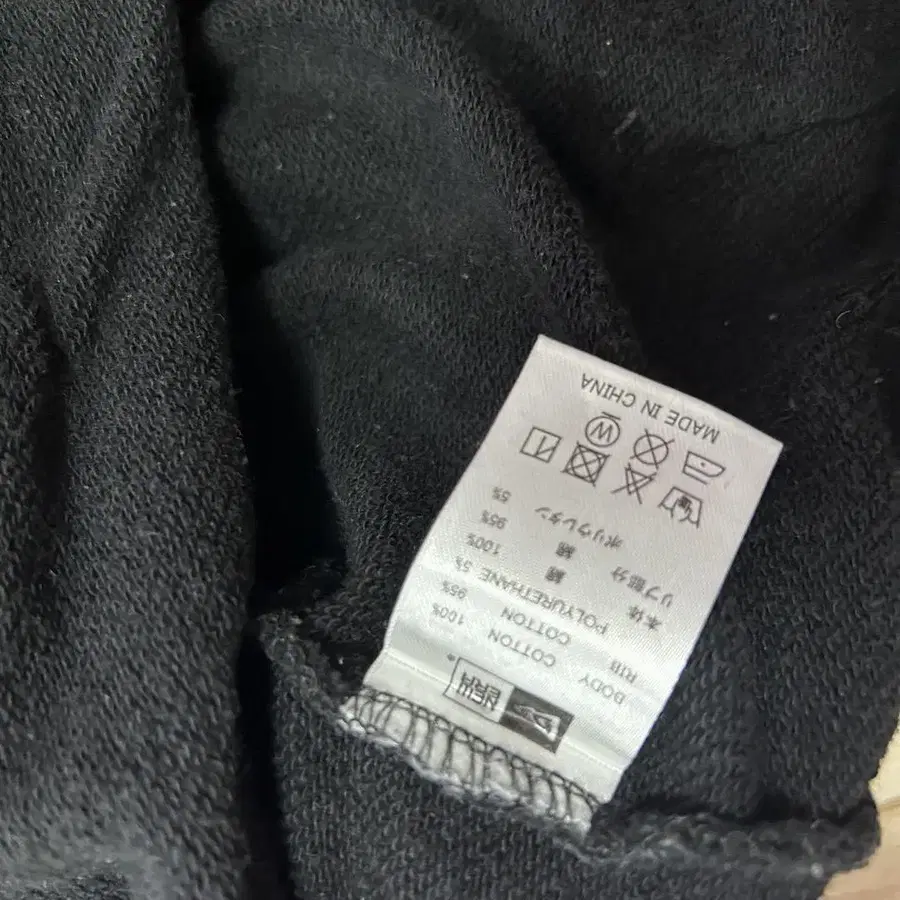 NEW ERA
BODY COTTON 100%
RIB COTTON 95%
POLYURETHANE 5%
本体 綿 100%
リブ部分 綿 95%
ポリウレタン 5%
W
MADE IN CHINA